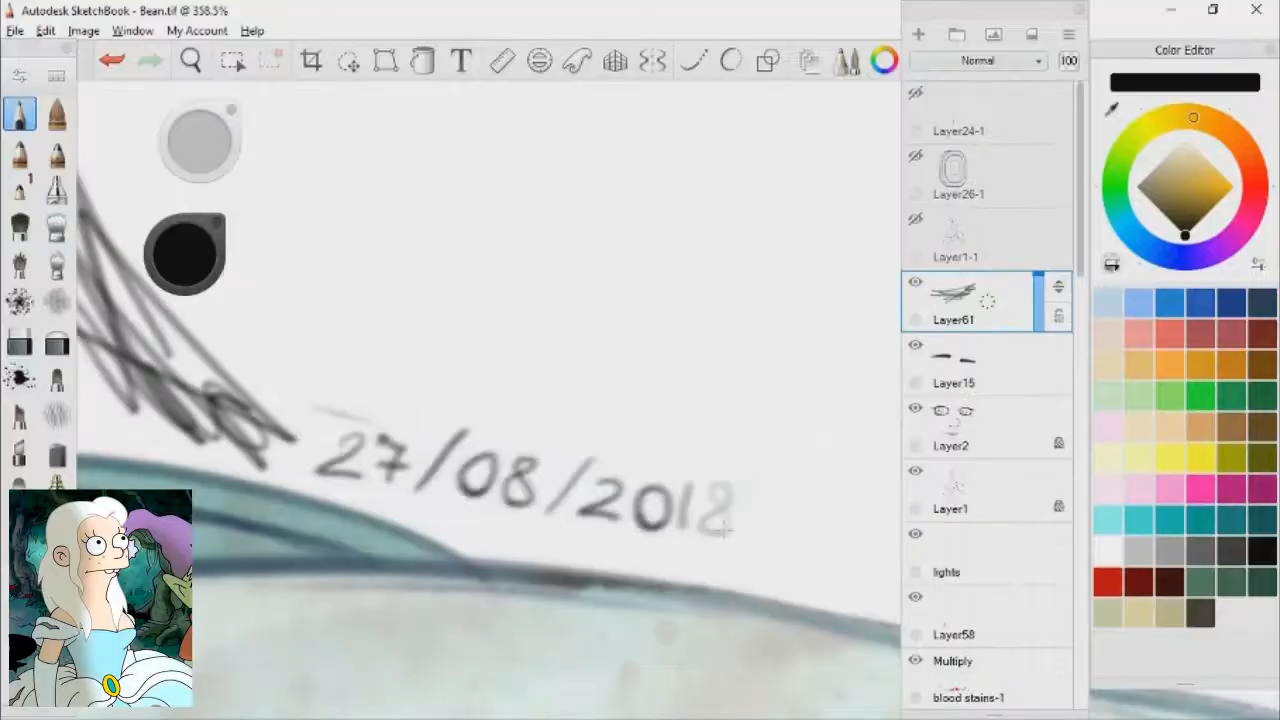 Autodesk SketchBook - Bean.tif @ 358.5%
File Edit Image Window My Account Help
T
Normal 100
Layer24-1
Layer26-1
Layer1-1
Layer61
Layer15
Layer2
Layer1
lights
Layer58
Multiply
blood stains-1
Color Editor
1
27/08/2018